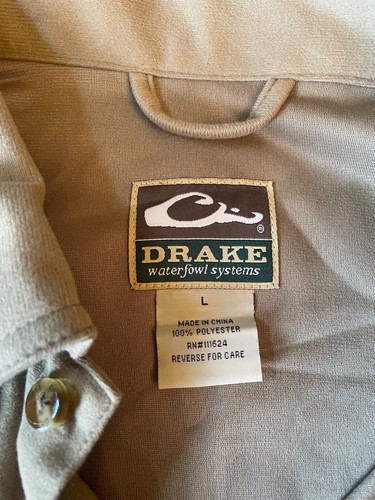 ®
DRAKE
waterfowl systems
L
MADE IN CHINA
100% POLYESTER
RN#111624
REVERSE FOR CARE